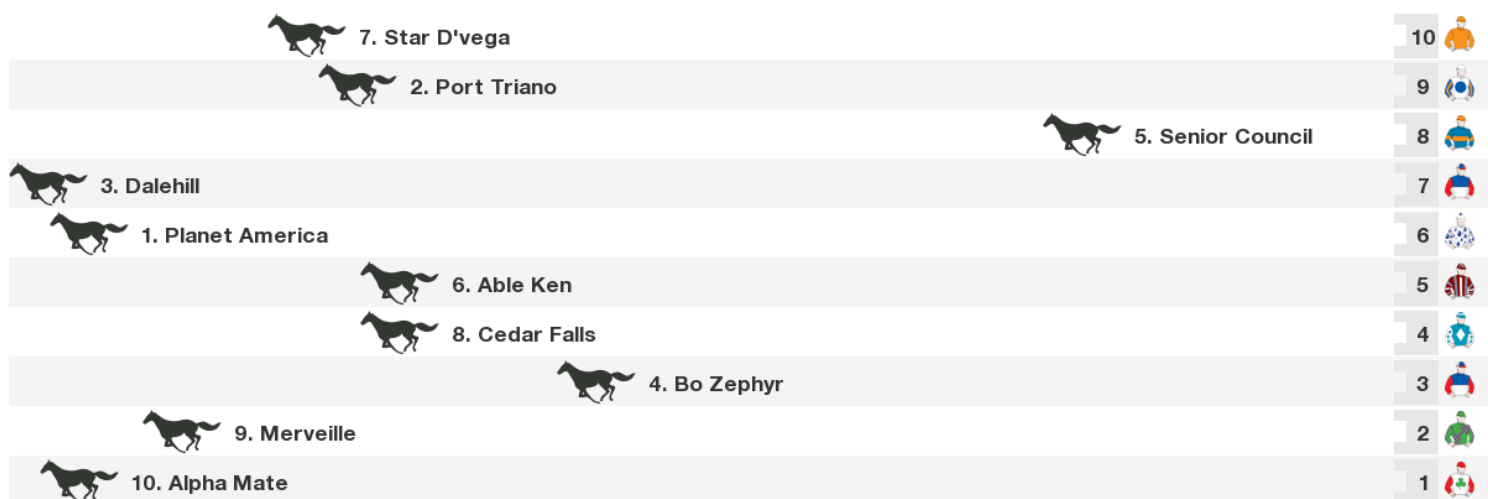 7. Star D'vega 10
2. Port Triano 9
5. Senior Council 8
3. Dalehill 7
1. Planet America 6
6. Able Ken 5
8. Cedar Falls 4
4. Bo Zephyr 3
9. Merveille 2
10. Alpha Mate 1